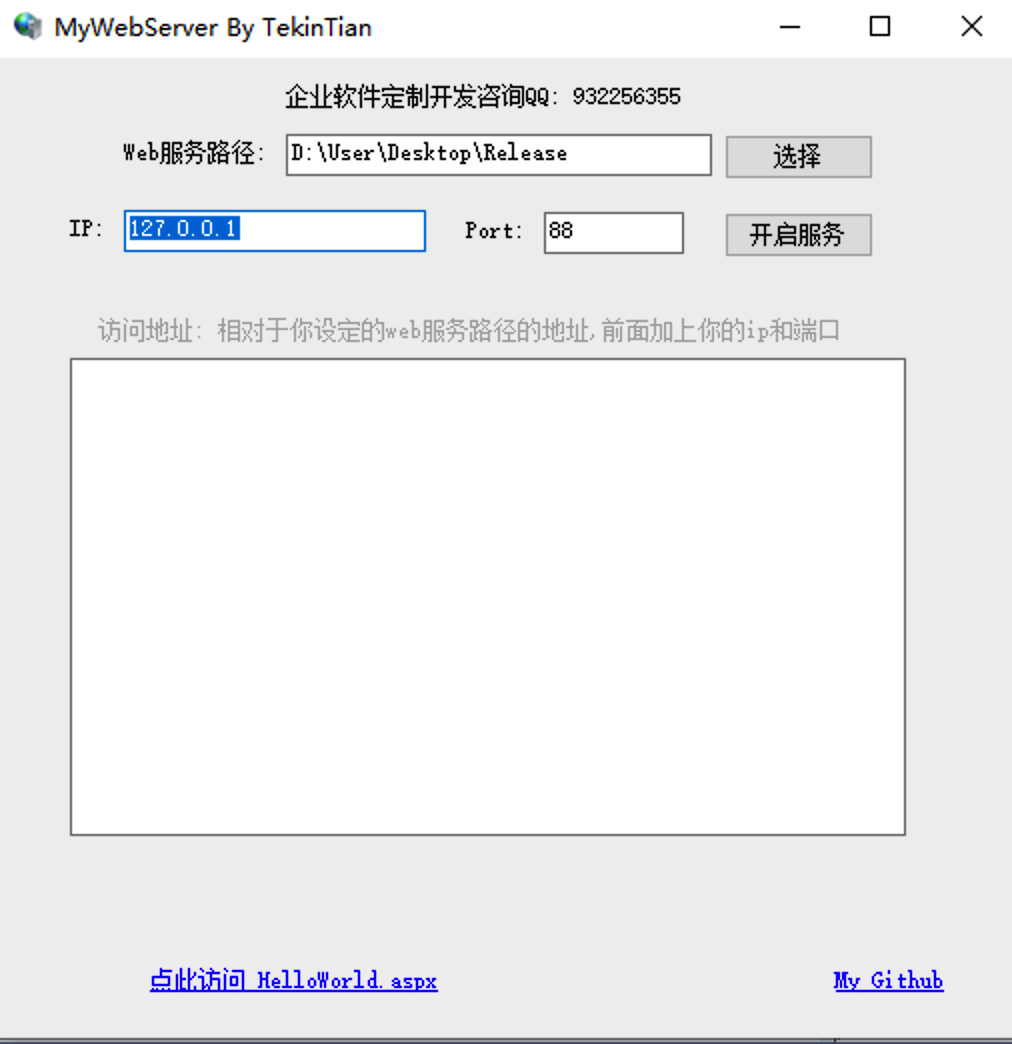 MyWebServer By TekinTian
企业软件定制开发咨询QQ: 932256355
Web服务路径: D:\User\Desktop\Release 选择
IP: 127.0.0.1 Port: 88 开启服务
访问地址: 相对于你设定的web服务路径的地址,前面加上你的ip和端口
点此访问 HelloWorld.aspx My Github